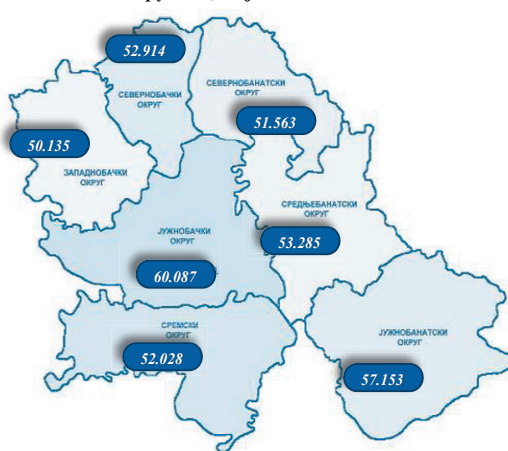 52.914
СЕВЕРНОБАЧКИ
ОКРУГ
СЕВЕРНОБАНАТСКИ
ОКРУГ
51.563
50.135
ЗАПАДНОБАЧКИ
ОКРУГ
СРЕДЊЕБАНАТСКИ
ОКРУГ
53.285
ЈУЖНОБАЧКИ
ОКРУГ
60.087
СРЕМСКИ
ОКРУГ
52.028
ЈУЖНОБАНАТСКИ
ОКРУГ
57.153